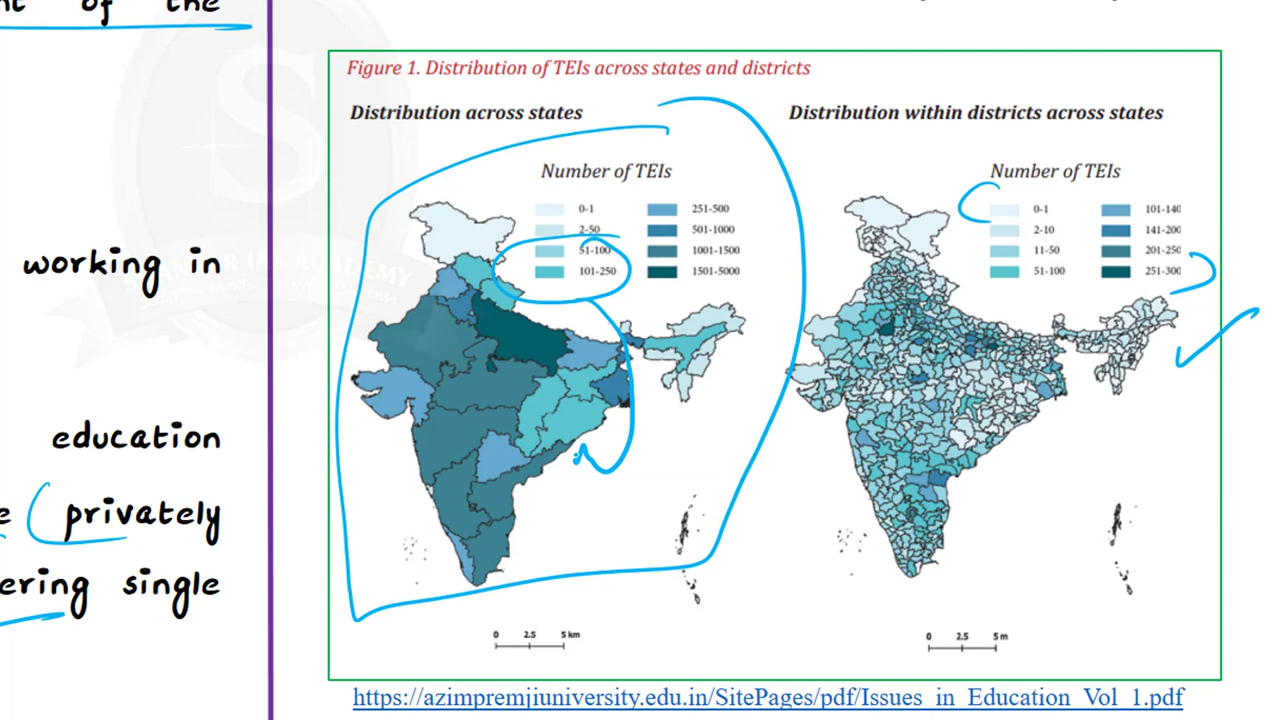 nt of the
working in
education
e (privately
ering single
Figure 1. Distribution of TEIs across states and districts
Distribution across states
Number of TEIs
0-1 251-500
2-50 501-1000
51-100 1001-1500
101-250 1501-5000
0 2.5 5 km
Distribution within districts across states
Number of TEIs
0-1 101-140
2-10 141-200
11-50 201-250
51-100 251-300
0 2.5 5 m
https://azimpremjiuniversity.edu.in/SitePages/pdf/Issues_in_Education_Vol_1.pdf